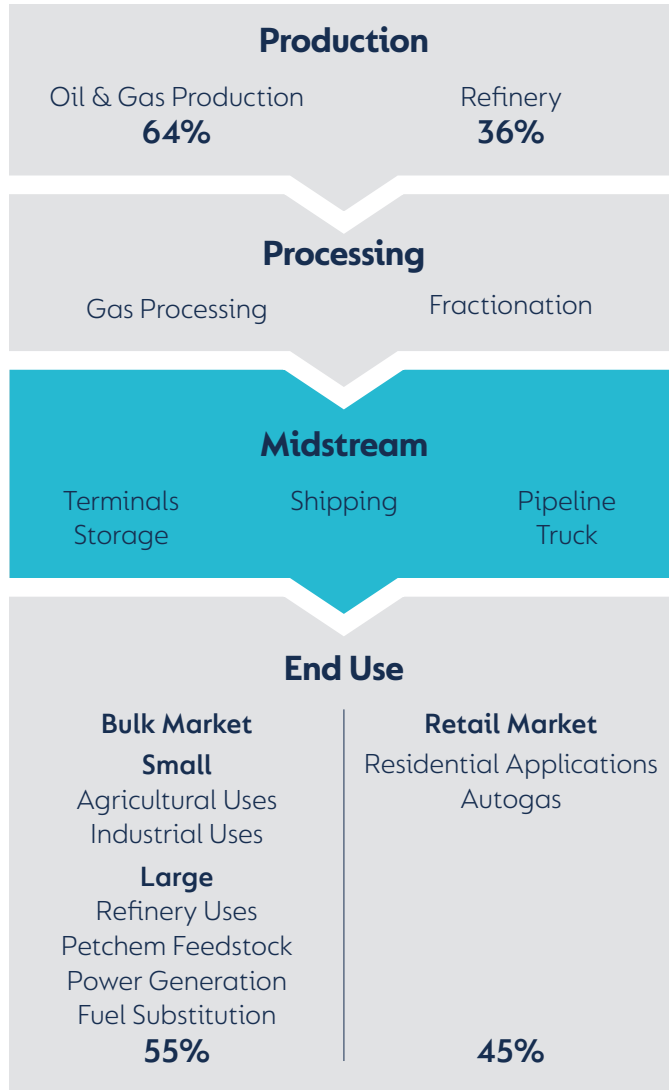 Production
Oil & Gas Production
64%
Refinery
36%
Processing
Gas Processing
Fractionation
Midstream
Terminals
Storage
Shipping
Pipeline
Truck
End Use
Bulk Market
Small
Agricultural Uses
Industrial Uses
Large
Refinery Uses
Petchem Feedstock
Power Generation
Fuel Substitution
55%
Retail Market
Residential Applications
Autogas
45%